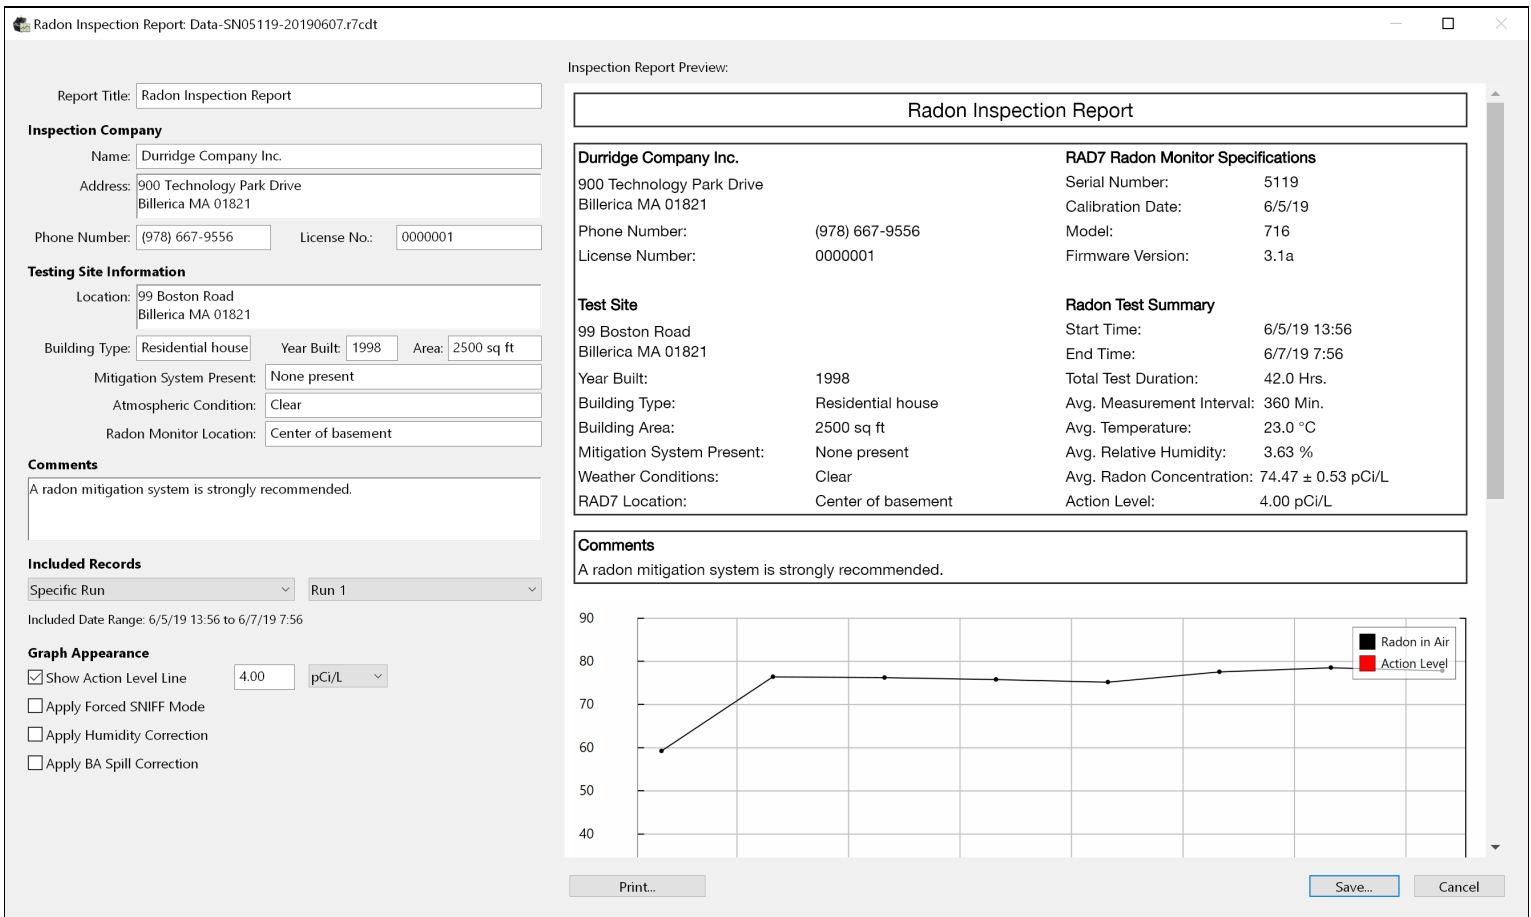 Radon Inspection Report: Data-SN05119-20190607.r7cdt
Report Title: Radon Inspection Report
Inspection Company
Name: Durridge Company Inc.
Address: 900 Technology Park Drive
Billerica MA 01821
Phone Number: (978) 667-9556 License No.: 0000001
Testing Site Information
Location: 99 Boston Road
Billerica MA 01821
Building Type: Residential house Year Built: 1998 Area: 2500 sq ft
Mitigation System Present: None present
Atmospheric Condition: Clear
Radon Monitor Location: Center of basement
Comments
A radon mitigation system is strongly recommended.
Included Records
Specific Run Run 1
Included Date Range: 6/5/19 13:56 to 6/7/19 7:56
Graph Appearance
Show Action Level Line 4.00 pCi/L
Apply Forced SNIFF Mode
Apply Humidity Correction
Apply BA Spill Correction
Inspection Report Preview:
Radon Inspection Report
Durridge Company Inc.
900 Technology Park Drive
Billerica MA 01821
Phone Number: (978) 667-9556
License Number: 0000001
RAD7 Radon Monitor Specifications
Serial Number: 5119
Calibration Date: 6/5/19
Model: 716
Firmware Version: 3.1a
Test Site
99 Boston Road
Billerica MA 01821
Year Built: 1998
Building Type: Residential house
Building Area: 2500 sq ft
Mitigation System Present: None present
Weather Conditions: Clear
RAD7 Location: Center of basement
Radon Test Summary
Start Time: 6/5/19 13:56
End Time: 6/7/19 7:56
Total Test Duration: 42.0 Hrs.
Avg. Measurement Interval: 360 Min.
Avg. Temperature: 23.0 °C
Avg. Relative Humidity: 3.63 %
Avg. Radon Concentration: 74.47 ± 0.53 pCi/L
Action Level: 4.00 pCi/L
Comments
A radon mitigation system is strongly recommended.
90
80
70
60
50
40
Radon in Air
Action Level
Print...
Save...
Cancel